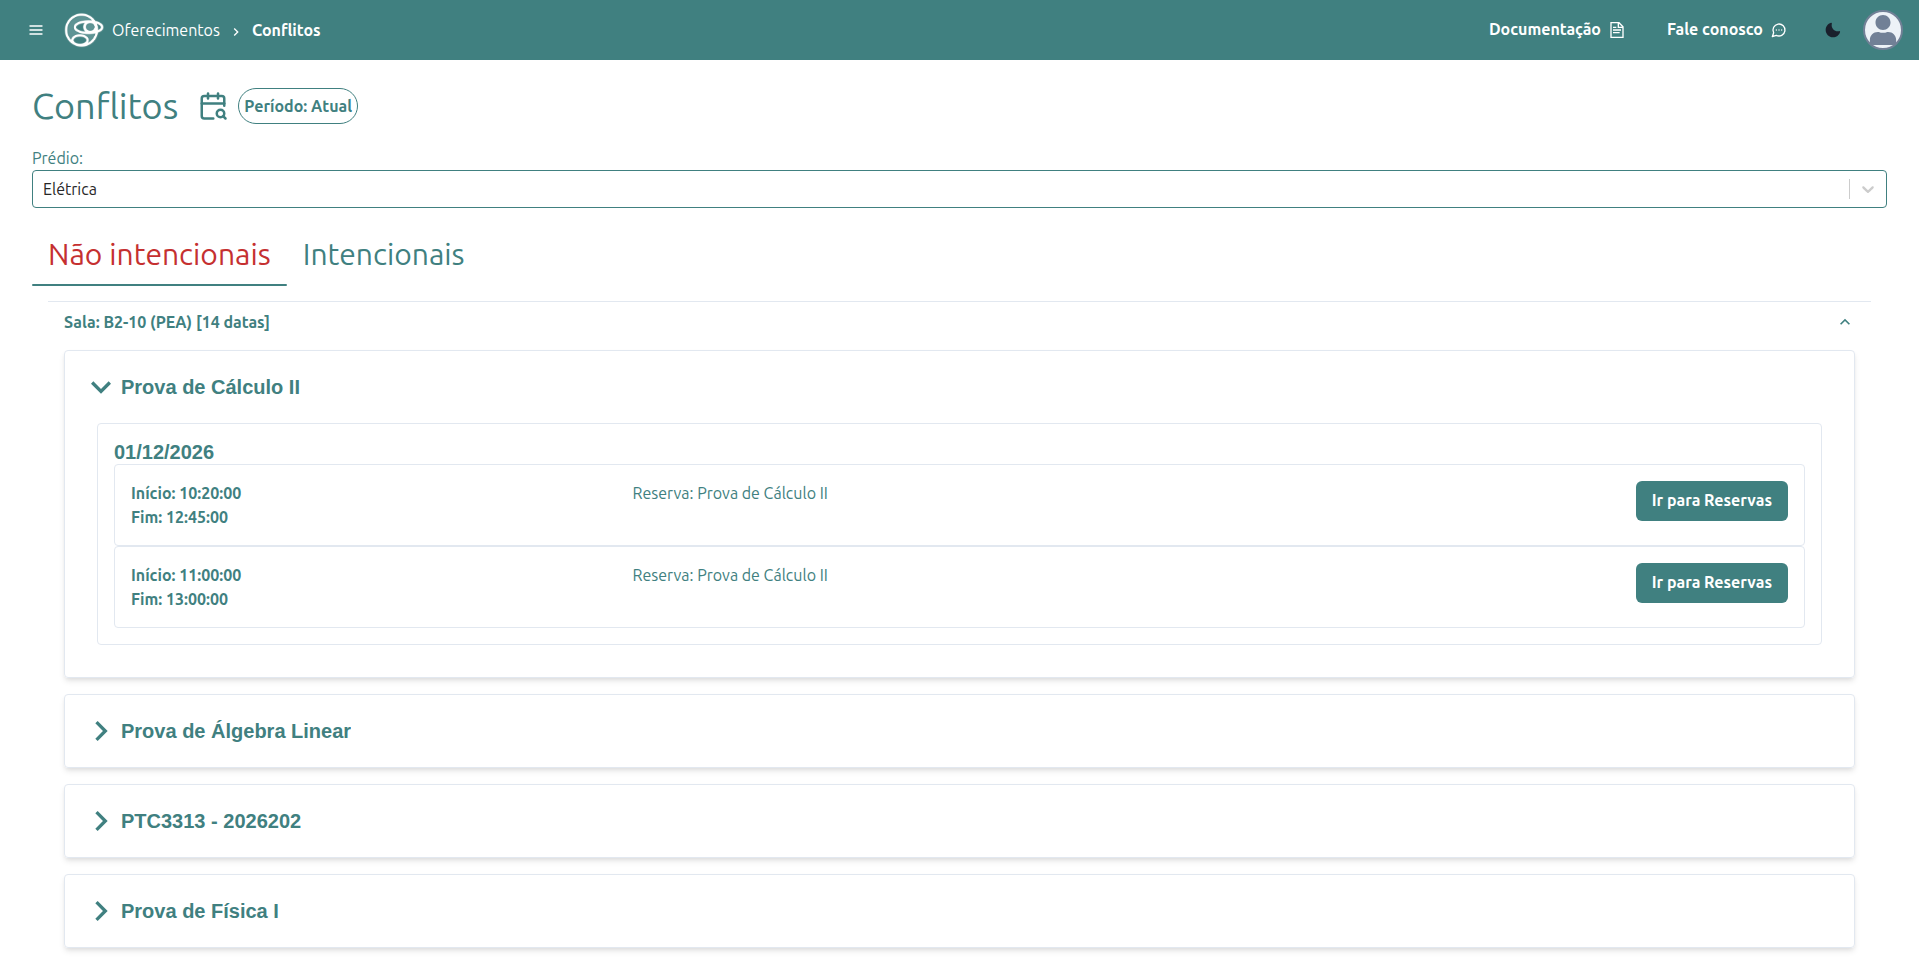 Oferecimentos › Conflitos
Documentação
Fale conosco
Conflitos
Período: Atual
Prédio:
Elétrica
Não intencionais
Intencionais
Sala: B2-10 (PEA) [14 datas]
Prova de Cálculo II
01/12/2026
Início: 10:20:00
Fim: 12:45:00
Reserva: Prova de Cálculo II
Ir para Reservas
Início: 11:00:00
Fim: 13:00:00
Reserva: Prova de Cálculo II
Ir para Reservas
Prova de Álgebra Linear
PTC3313 - 2026202
Prova de Física I